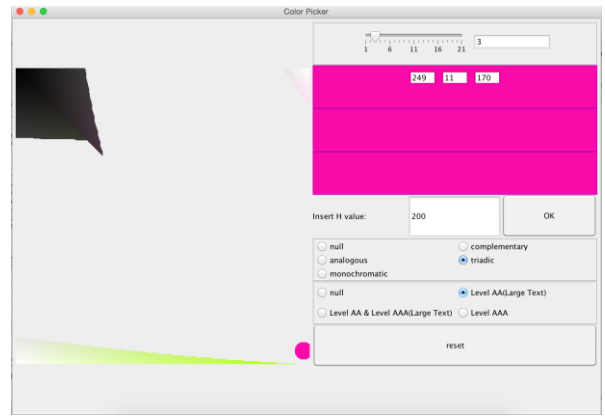 Color Picker
1 6 11 16 21
3
249 11 170
Insert H value: 200 OK
null complementary
analogous triadic
monochromatic
null Level AA(Large Text)
Level AA & Level AAA(Large Text) Level AAA
reset